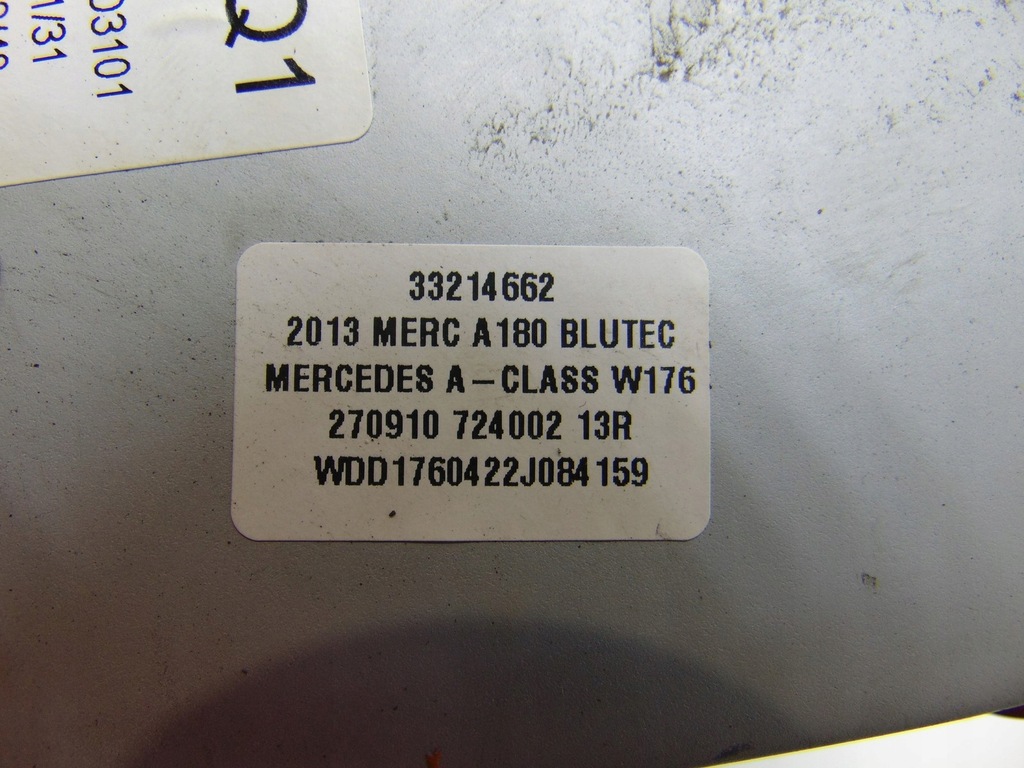 Q1
03101
1/31
33214662
2013 MERC A180 BLUTEC
MERCEDES A-CLASS W176
270910 724002 13R
WDD1760422J084159